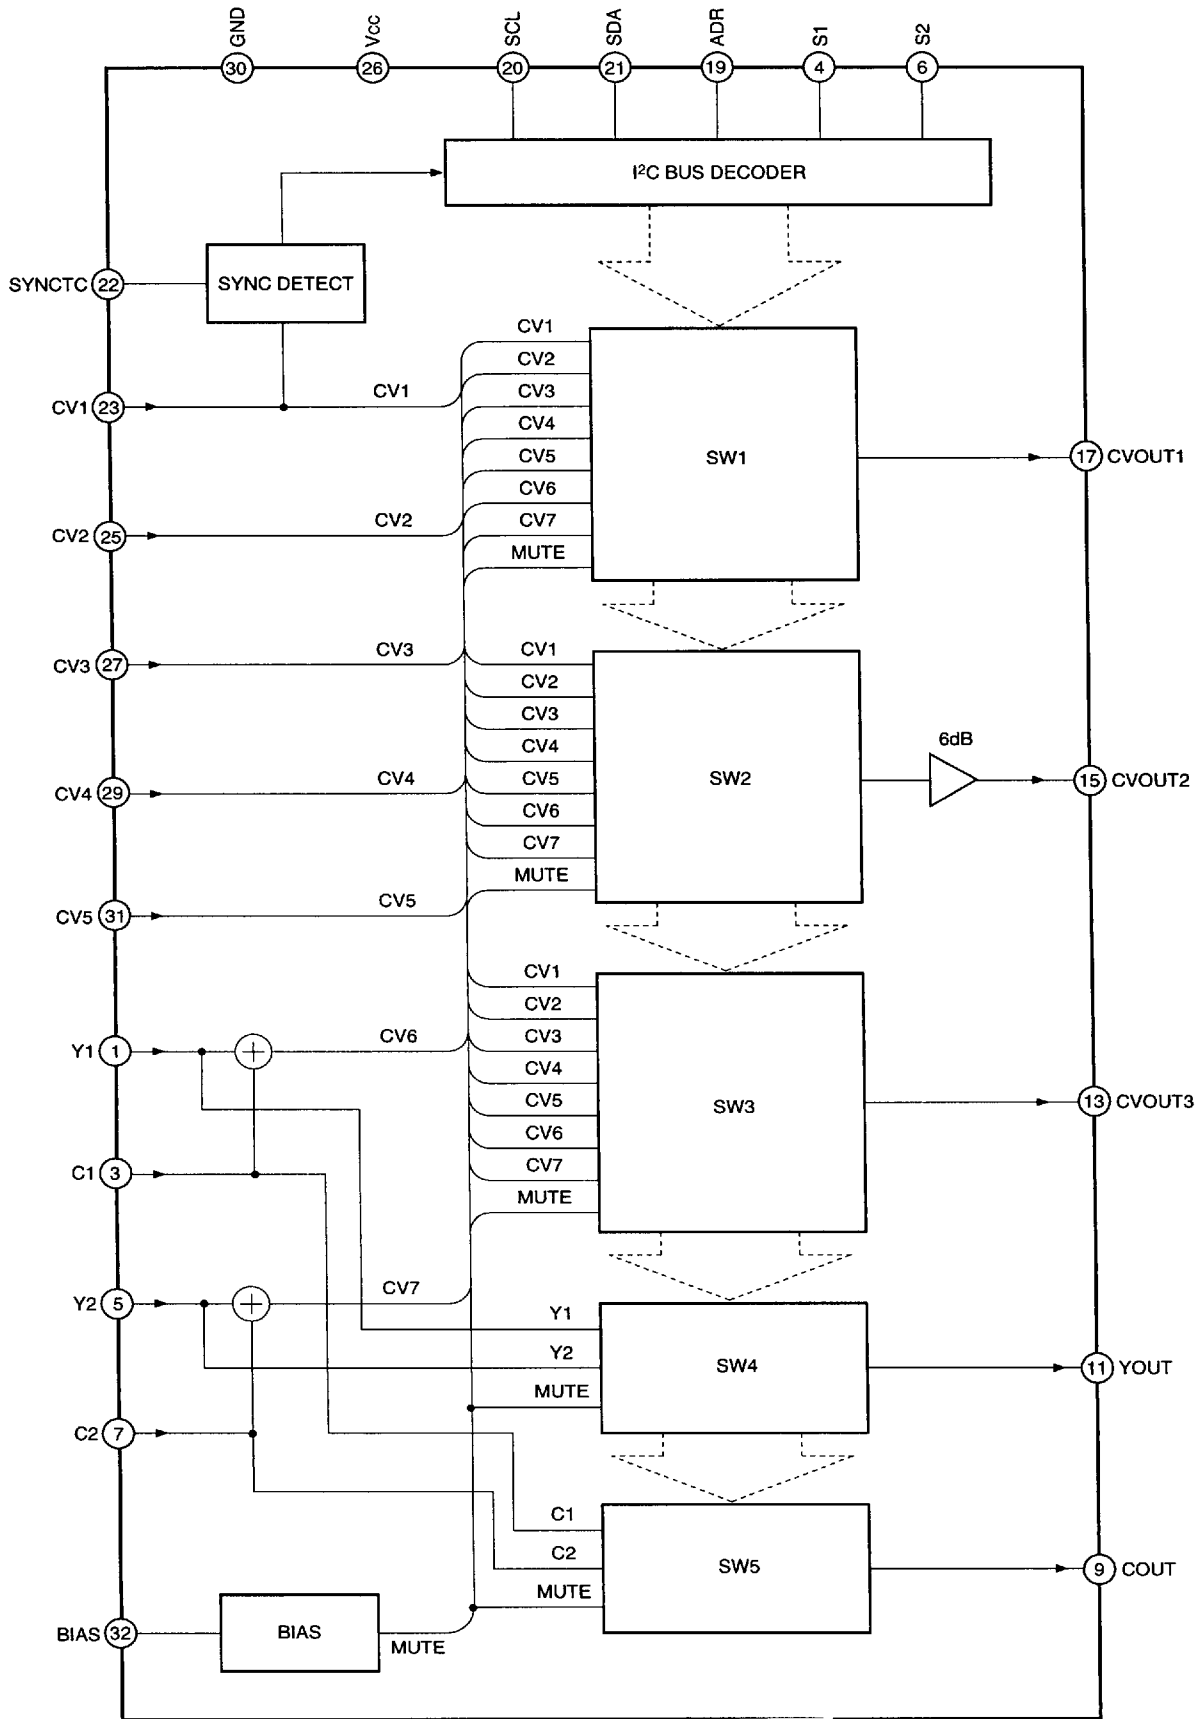 GND
Vcc
SCL
SDA
ADR
S1
S2
30
26
20
21
19
4
6
I²C BUS DECODER
SYNCTC 22
SYNC DETECT
CV1 23
CV1
CV1
CV2
CV3
CV4
CV5
CV6
CV7
MUTE
SW1
17 CVOUT1
CV2 25
CV2
CV3 27
CV3
CV1
CV2
CV3
CV4
CV5
CV6
CV7
MUTE
SW2
6dB
15 CVOUT2
CV4 29
CV4
CV5 31
CV5
CV1
CV2
CV3
CV4
CV5
CV6
CV7
MUTE
SW3
13 CVOUT3
Y1 1
CV6
C1 3
Y2 5
CV7
Y1
Y2
MUTE
SW4
11 YOUT
C2 7
C1
C2
MUTE
SW5
9 COUT
BIAS 32
BIAS
MUTE